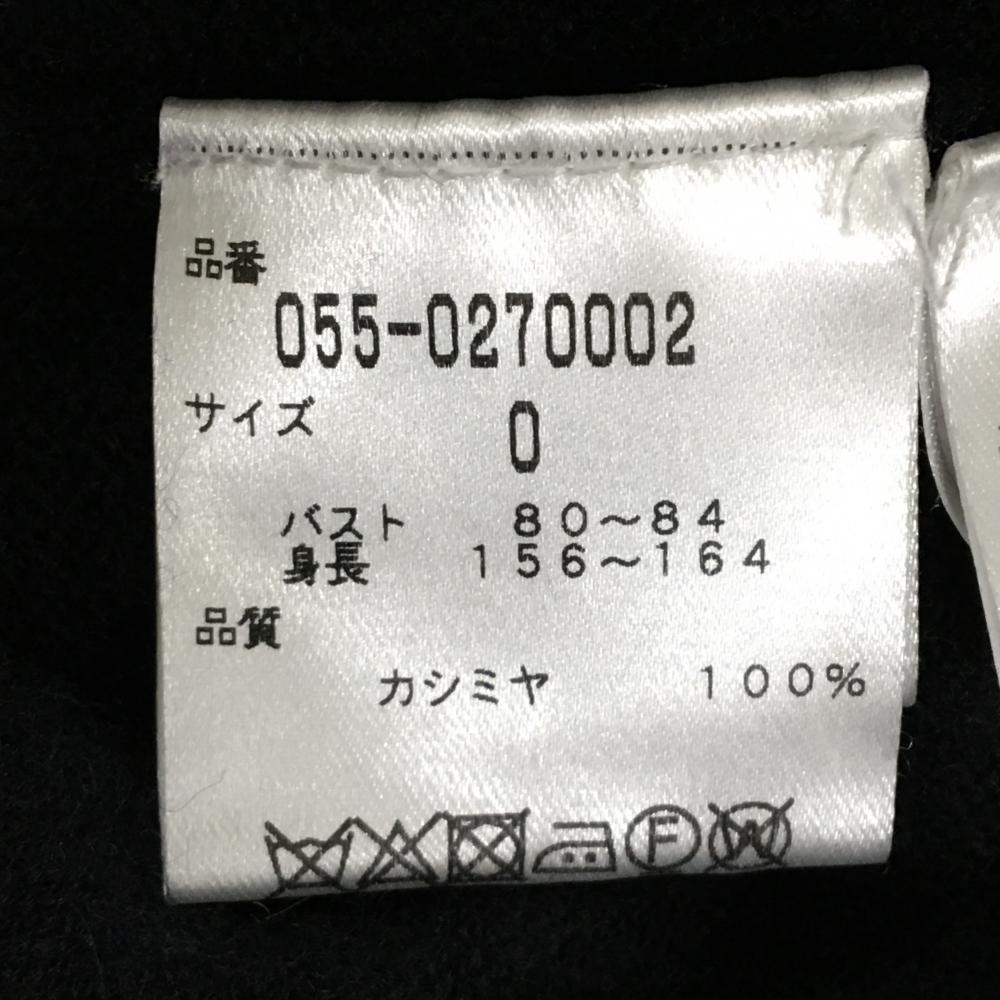 品番
055-0270002
サイズ 0
バスト 80〜84
身長 156〜164
品質
カシミヤ 100%
F W